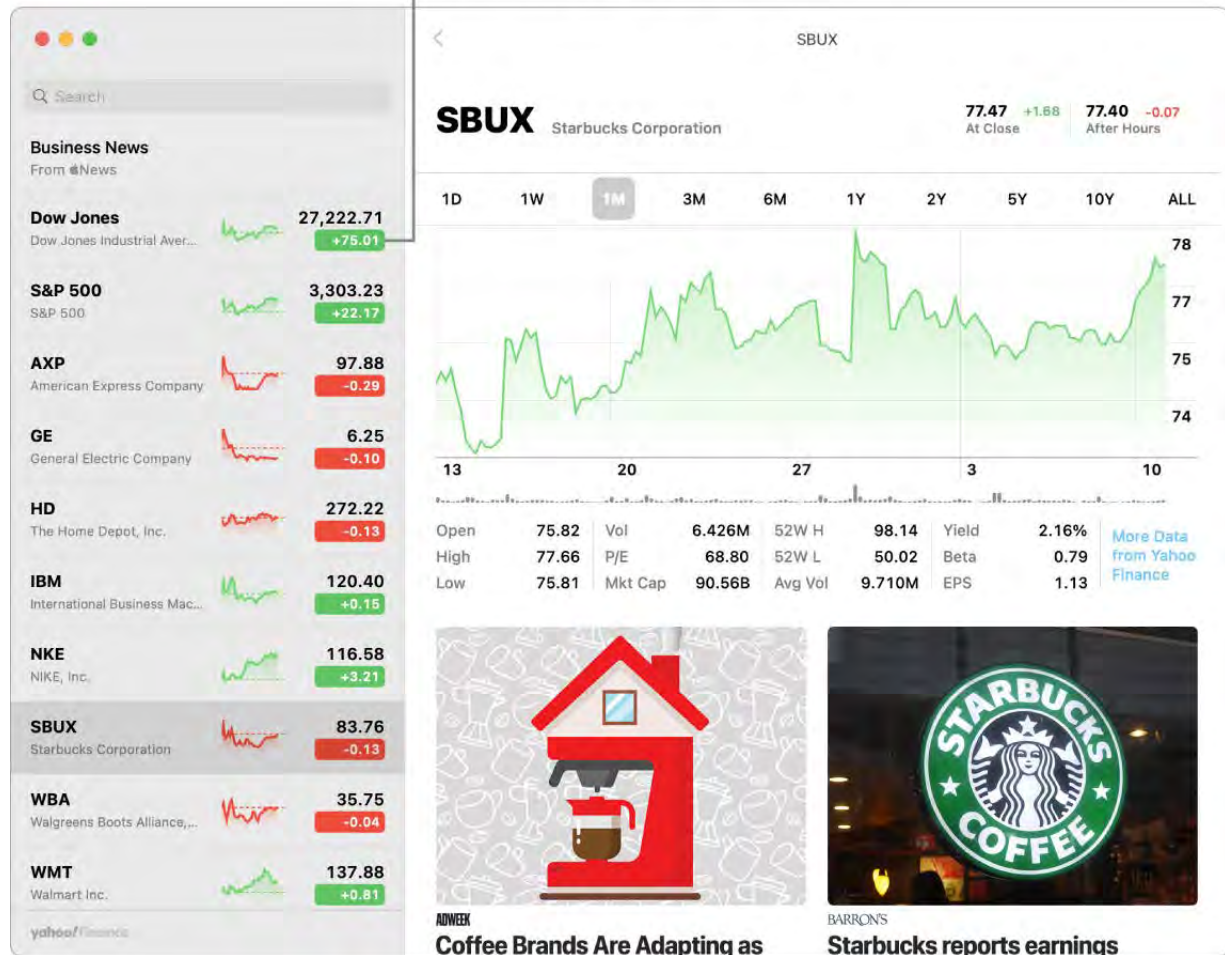 Search
Business News
From News
Dow Jones
27,222.71
Dow Jones Industrial Aver...
+75.01
S&P 500
3,303.23
S&P 500
+22.17
AXP
97.88
American Express Company
-0.29
GE
6.25
General Electric Company
-0.10
HD
272.22
The Home Depot, Inc.
-0.13
IBM
120.40
International Business Mac...
+0.15
NKE
116.58
NIKE, Inc.
+3.21
SBUX
83.76
Starbucks Corporation
-0.13
WBA
35.75
Walgreens Boots Alliance,...
-0.04
WMT
137.88
Walmart Inc.
+0.81
yahoo! finance
SBUX
SBUX Starbucks Corporation
77.47 +1.68 77.40 -0.07
At Close After Hours
1D 1W 1M 3M 6M 1Y 2Y 5Y 10Y ALL
78
77
75
74
13 20 27 3 10
Open 75.82 Vol 6.426M 52W H 98.14 Yield 2.16%
High 77.66 P/E 68.80 52W L 50.02 Beta 0.79
Low 75.81 Mkt Cap 90.56B Avg Vol 9.710M EPS 1.13
More Data
from Yahoo
Finance
STARBUCKS
COFFEE
ADWEEK
Coffee Brands Are Adapting as
BARRON'S
Starbucks reports earnings